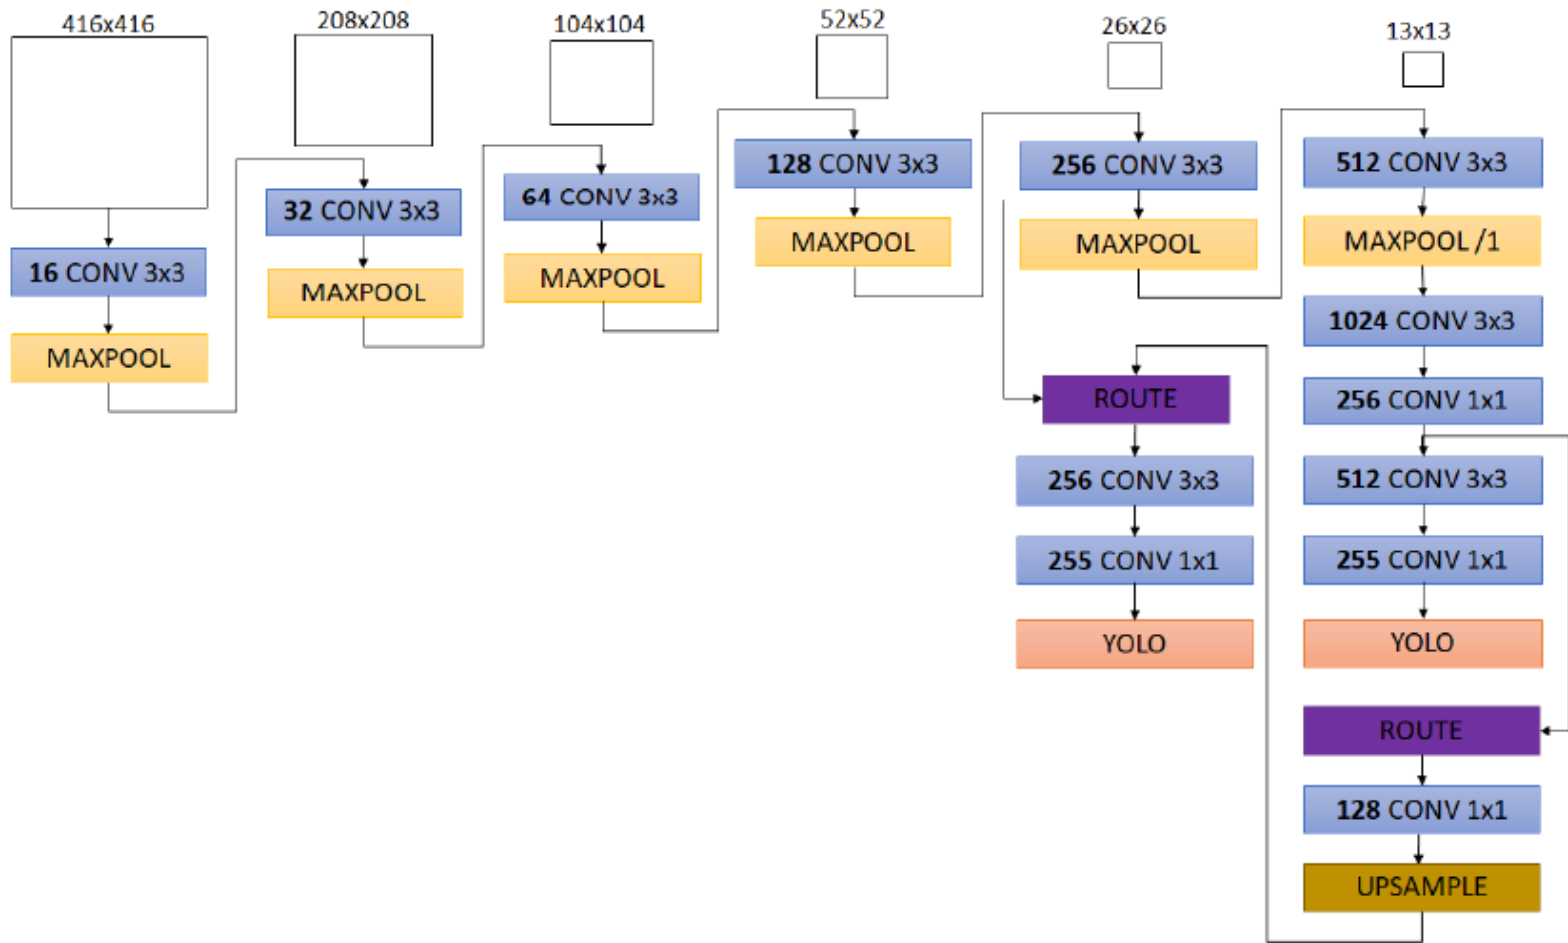 416x416
16 CONV 3x3
MAXPOOL
208x208
32 CONV 3x3
MAXPOOL
104x104
64 CONV 3x3
MAXPOOL
52x52
128 CONV 3x3
MAXPOOL
26x26
256 CONV 3x3
MAXPOOL
ROUTE
256 CONV 3x3
255 CONV 1x1
YOLO
13x13
512 CONV 3x3
MAXPOOL /1
1024 CONV 3x3
256 CONV 1x1
512 CONV 3x3
255 CONV 1x1
YOLO
ROUTE
128 CONV 1x1
UPSAMPLE